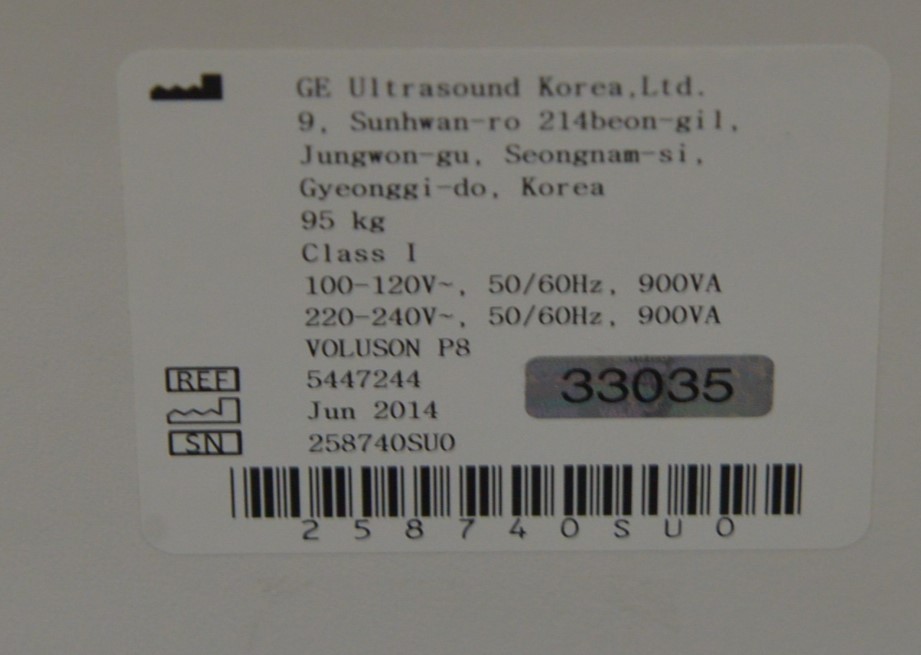 GE Ultrasound Korea,Ltd.
9, Sunhwan-ro 214beon-gil,
Jungwon-gu, Seongnam-si,
Gyeonggi-do, Korea
95 kg
Class I
100-120V~, 50/60Hz, 900VA
220-240V~, 50/60Hz, 900VA
VOLUSON P8
REF 5447244
33035
Jun 2014
SN 258740SU0
258740SU0